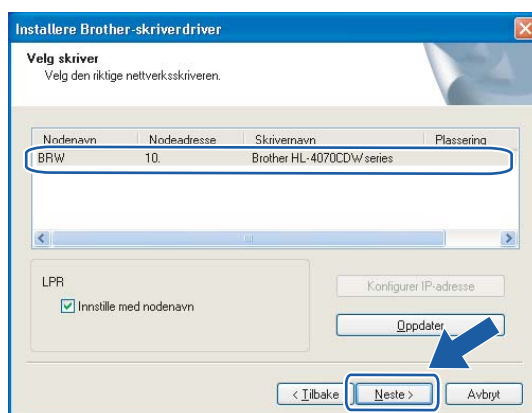 Installere Brother-skriverdriver
Velg skriver
Velg den riktige nettverksskriveren.
Nodenavn Nodeadresse Skrivernavn Plassering
BRW 10. Brother HL-4070CDW series
LPR
Innstille med nodenavn
Konfigurer IP-adresse
Oppdater
< Tilbake Neste > Avbryt